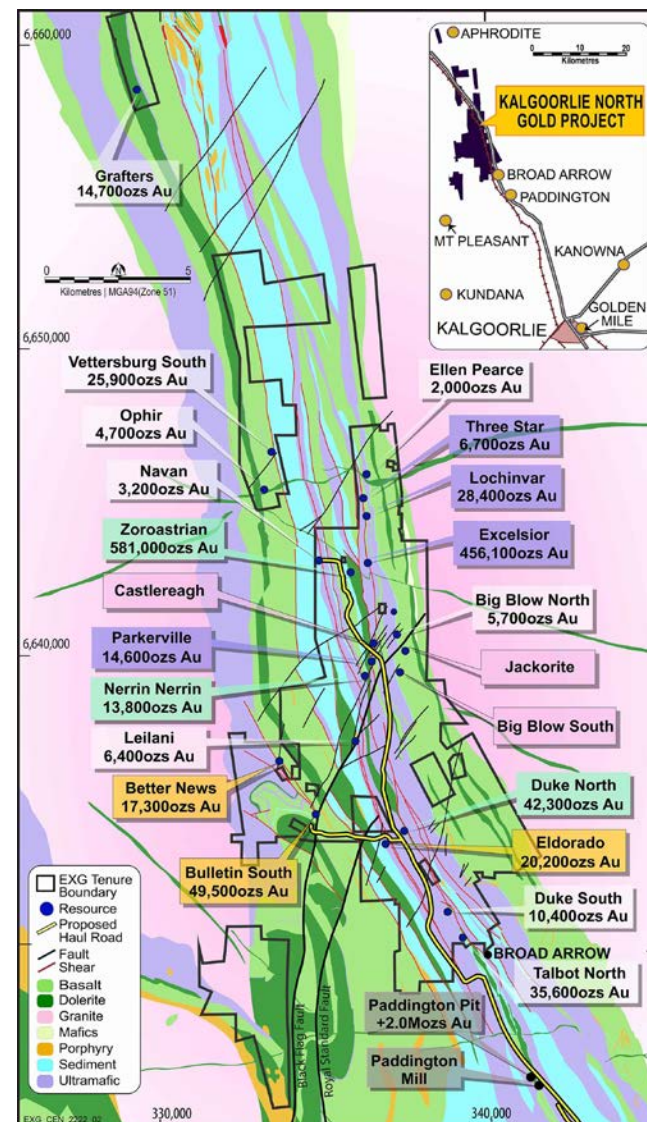 6,660,000
APHRODITE
0 10 20
Kilometres
KALGOORLIE NORTH
GOLD PROJECT
BROAD ARROW
PADDINGTON
MT PLEASANT
KANOWNA
KUNDANA
GOLDEN
MILE
KALGOORLIE
Grafters
14,700ozs Au
0 5
Kilometres | MGA94(Zone 51)
6,650,000
Vettersburg South
25,900ozs Au
Ellen Pearce
2,000ozs Au
Ophir
4,700ozs Au
Three Star
6,700ozs Au
Navan
3,200ozs Au
Lochinvar
28,400ozs Au
Zoroastrian
581,000ozs Au
Excelsior
456,100ozs Au
Castlereagh
Big Blow North
5,700ozs Au
6,640,000
Parkerville
14,600ozs Au
Jackorite
Nerrin Nerrin
13,800ozs Au
Big Blow South
Leilani
6,400ozs Au
Better News
17,300ozs Au
Duke North
42,300ozs Au
Eldorado
20,200ozs Au
Bulletin South
49,500ozs Au
Duke South
10,400ozs Au
BROAD ARROW
Talbot North
35,600ozs Au
Paddington Pit
+2.0Mozs Au
Paddington
Mill
Black Flag Fault
Royal Standard Fault
EXG Tenure
Boundary
Resource
Proposed
Haul Road
Fault
Shear
Basalt
Dolerite
Granite
Mafics
Porphyry
Sediment
Ultramafic
330,000
340,000
EXG_CEN_2222_02